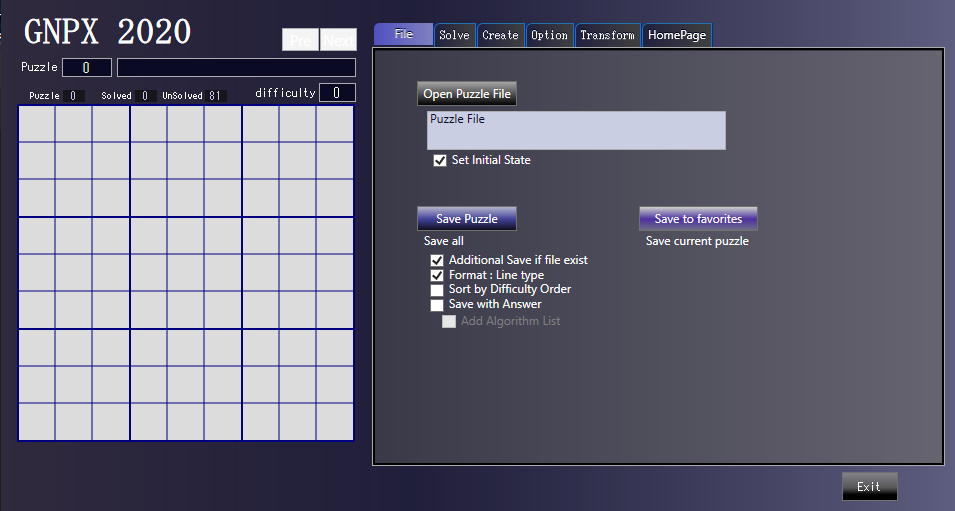 GNPX 2020
Pre Next
Puzzle 0
Puzzle 0 Solved 0 UnSolved 81 difficulty 0
File Solve Create Option Transform HomePage
Open Puzzle File
Puzzle File
Set Initial State
Save Puzzle Save to favorites
Save all Save current puzzle
Additional Save if file exist
Format : Line type
Sort by Difficulty Order
Save with Answer
Add Algorithm List
Exit